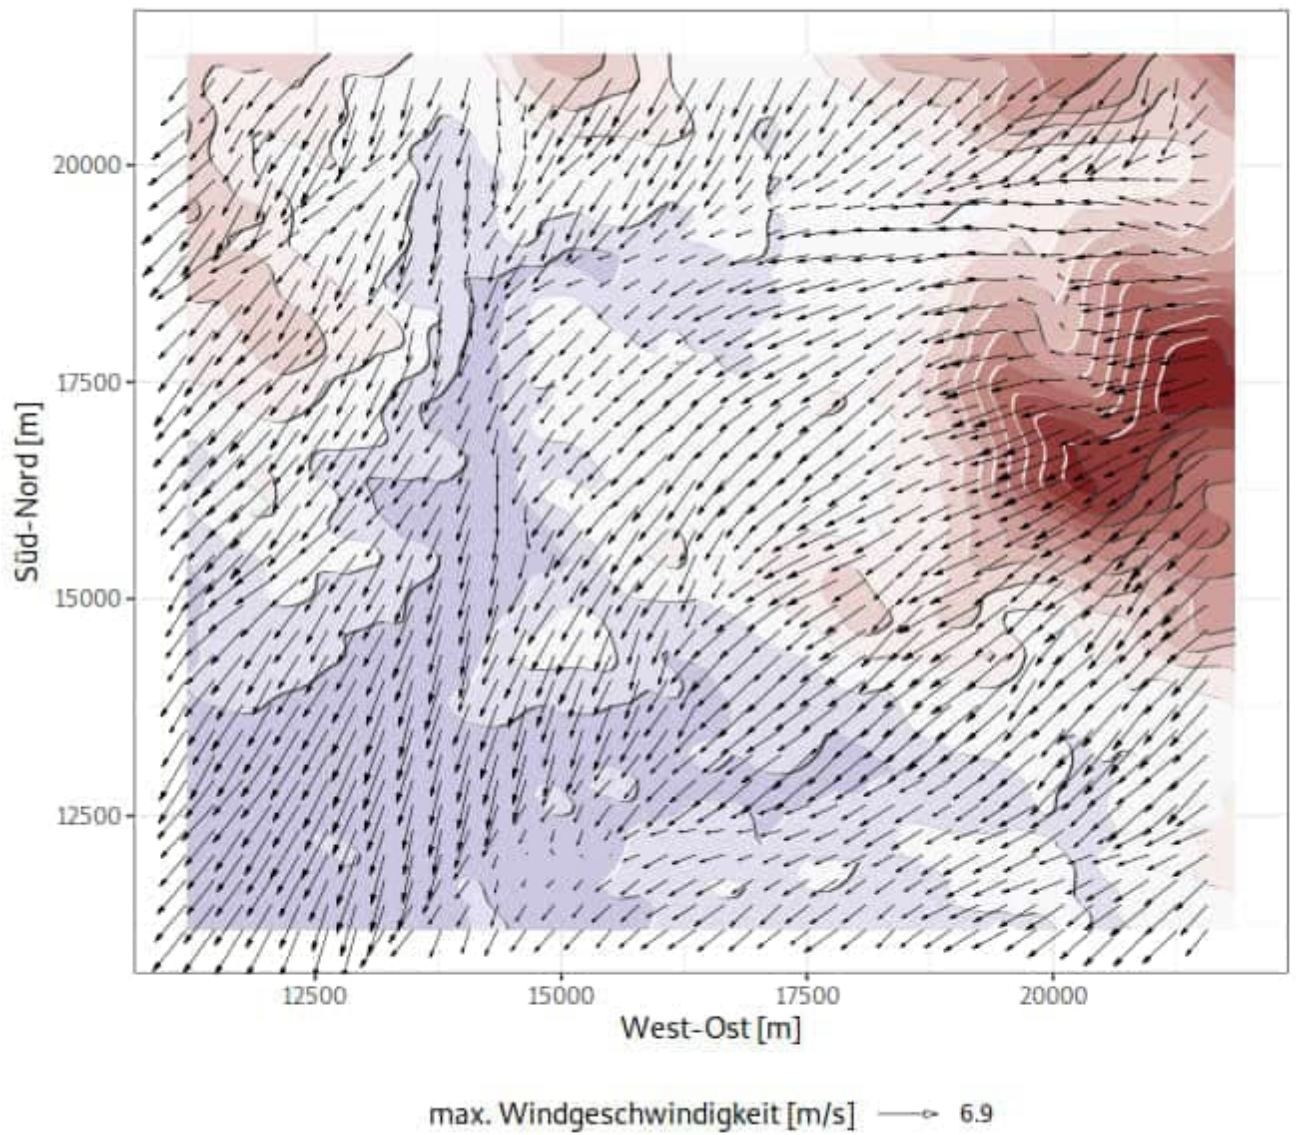 20000
17500
15000
12500
Süd-Nord [m]
12500 15000 17500 20000
West-Ost [m]
max. Windgeschwindigkeit [m/s] 6.9